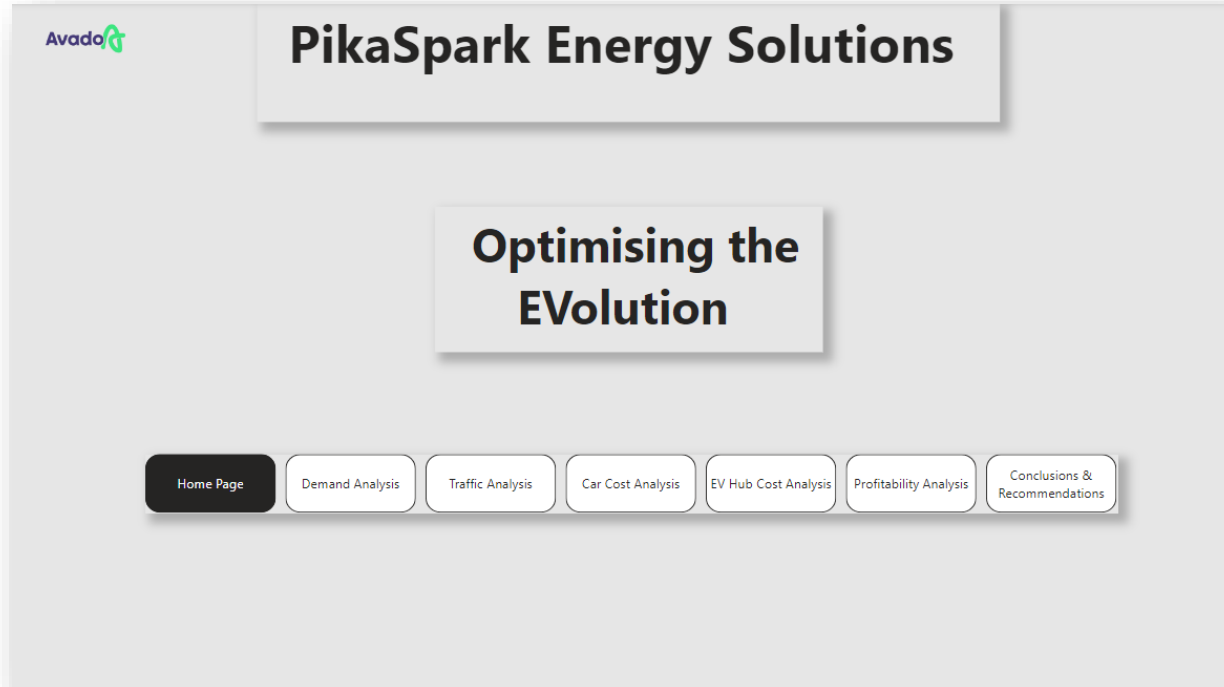 Avado
PikaSpark Energy Solutions
Optimising the
EVolution
Home Page
Demand Analysis
Traffic Analysis
Car Cost Analysis
EV Hub Cost Analysis
Profitability Analysis
Conclusions &
Recommendations